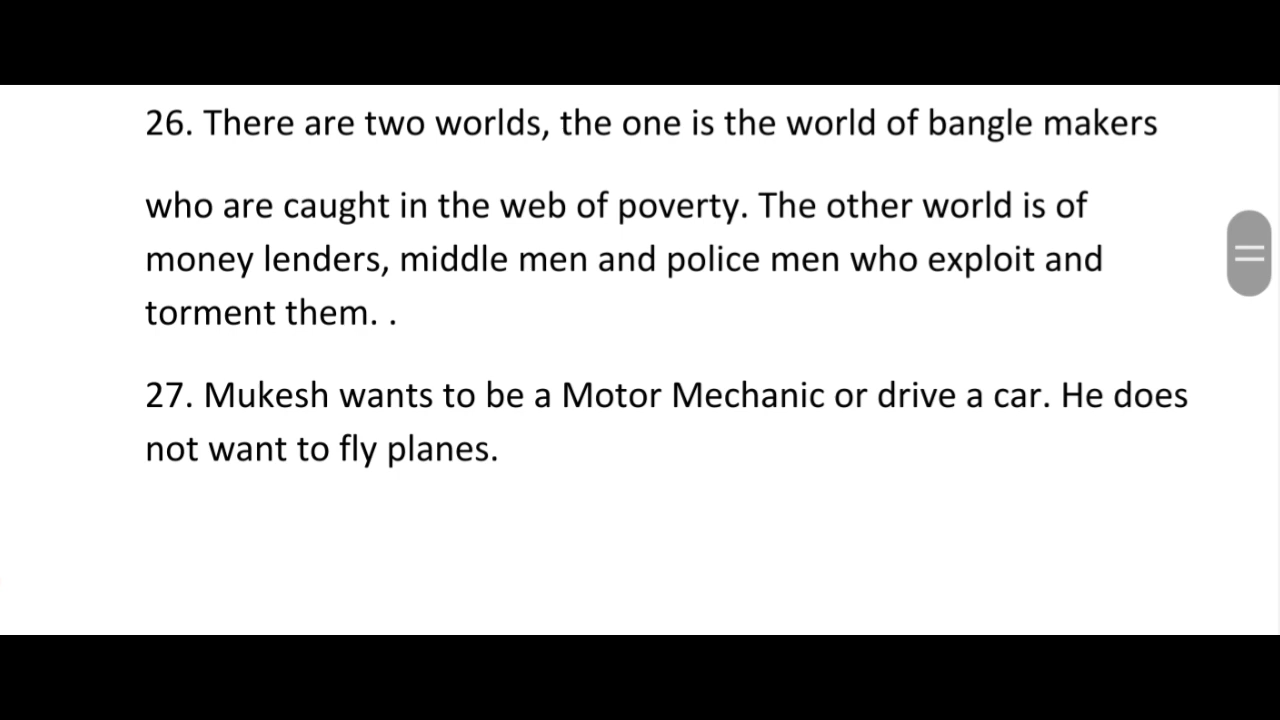 26. There are two worlds, the one is the world of bangle makers
who are caught in the web of poverty. The other world is of
money lenders, middle men and police men who exploit and
torment them. .
27. Mukesh wants to be a Motor Mechanic or drive a car. He does
not want to fly planes.